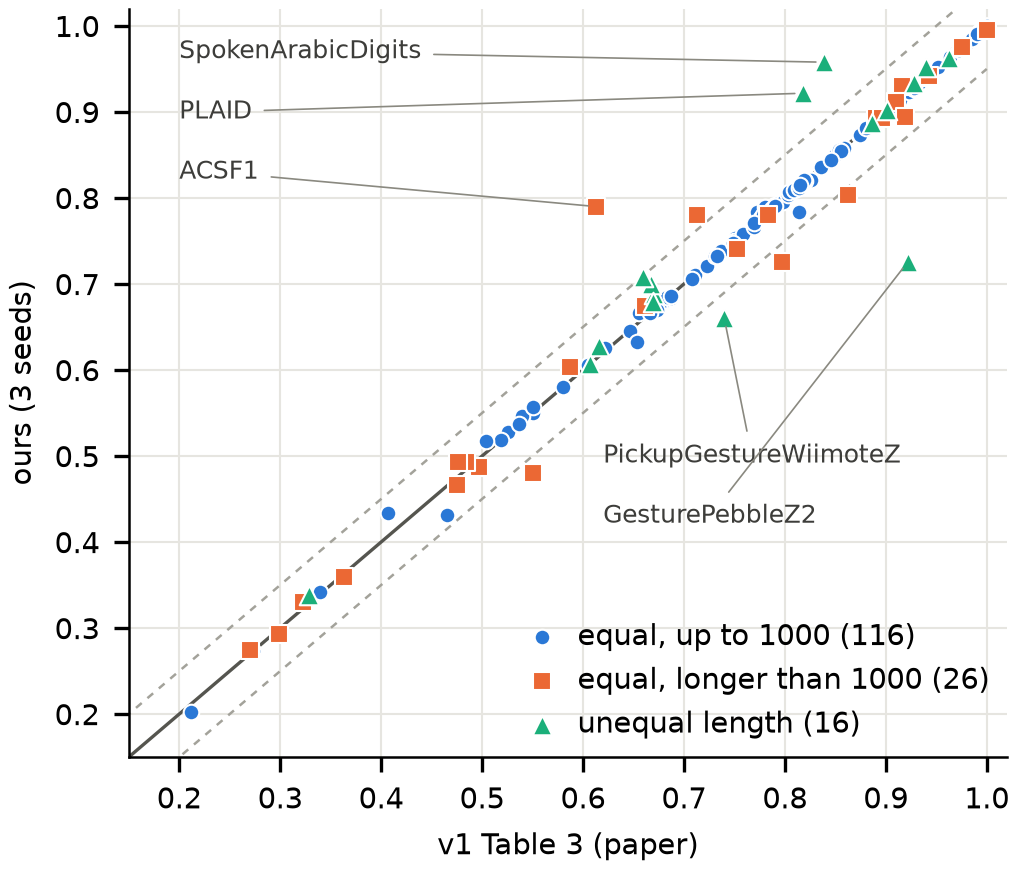 1.0
0.9
0.8
0.7
0.6
0.5
0.4
0.3
0.2
ours (3 seeds)
SpokenArabicDigits
PLAID
ACSF1
PickupGestureWiimoteZ
GesturePebbleZ2
equal, up to 1000 (116)
equal, longer than 1000 (26)
unequal length (16)
0.2 0.3 0.4 0.5 0.6 0.7 0.8 0.9 1.0
v1 Table 3 (paper)